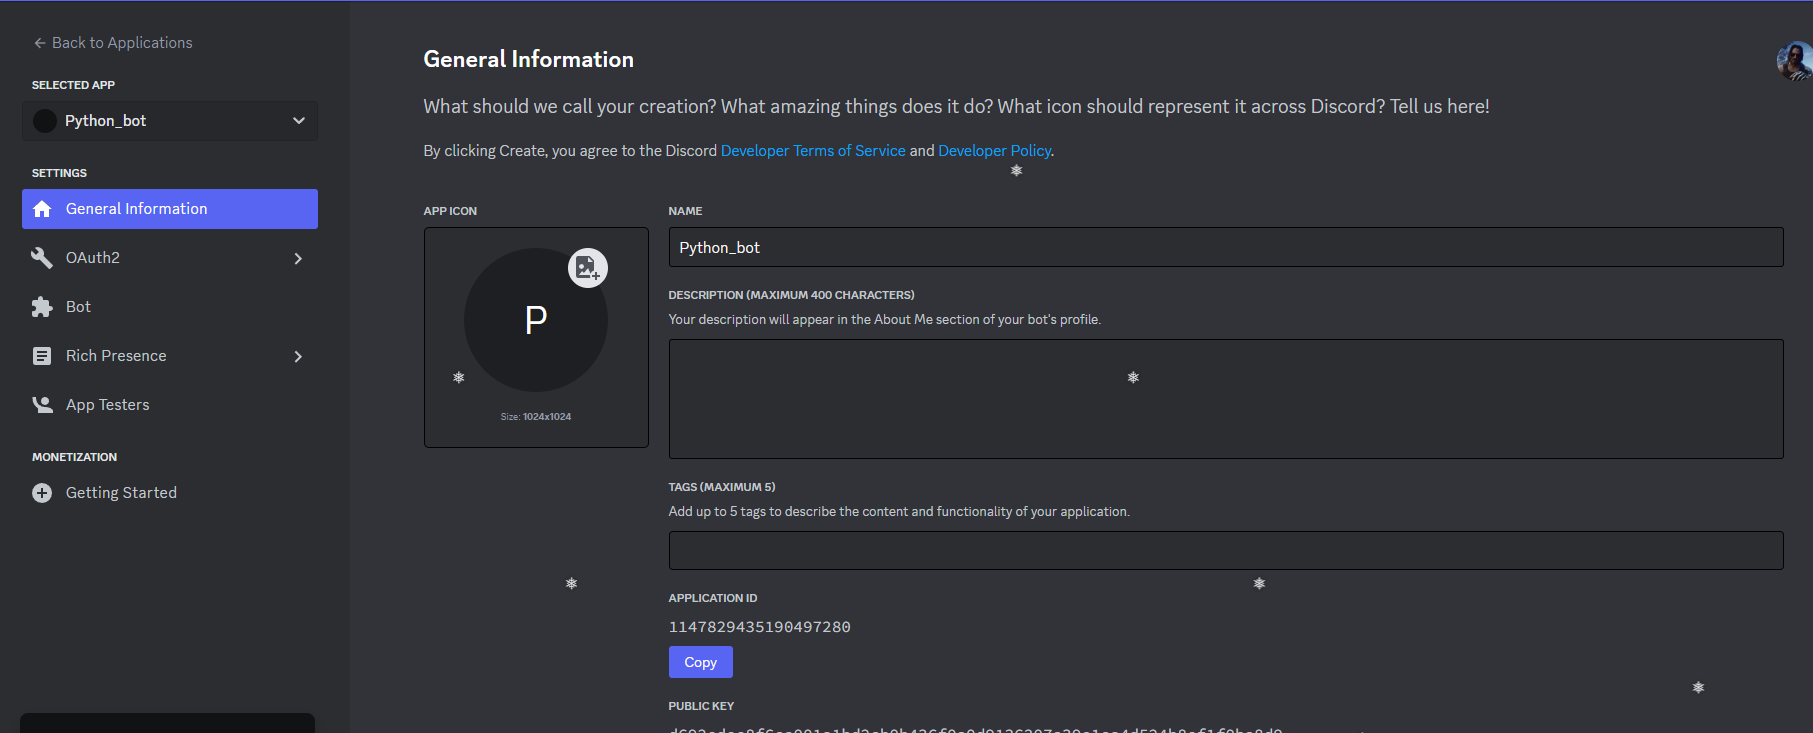 Back to Applications
SELECTED APP
Python_bot
SETTINGS
General Information
OAuth2
Bot
Rich Presence
App Testers
MONETIZATION
Getting Started
General Information
What should we call your creation? What amazing things does it do? What icon should represent it across Discord? Tell us here!
By clicking Create, you agree to the Discord Developer Terms of Service and Developer Policy.
APP ICON
P
Size: 1024x1024
NAME
Python_bot
DESCRIPTION (MAXIMUM 400 CHARACTERS)
Your description will appear in the About Me section of your bot's profile.
TAGS (MAXIMUM 5)
Add up to 5 tags to describe the content and functionality of your application.
APPLICATION ID
1147829435190497280
Copy
PUBLIC KEY